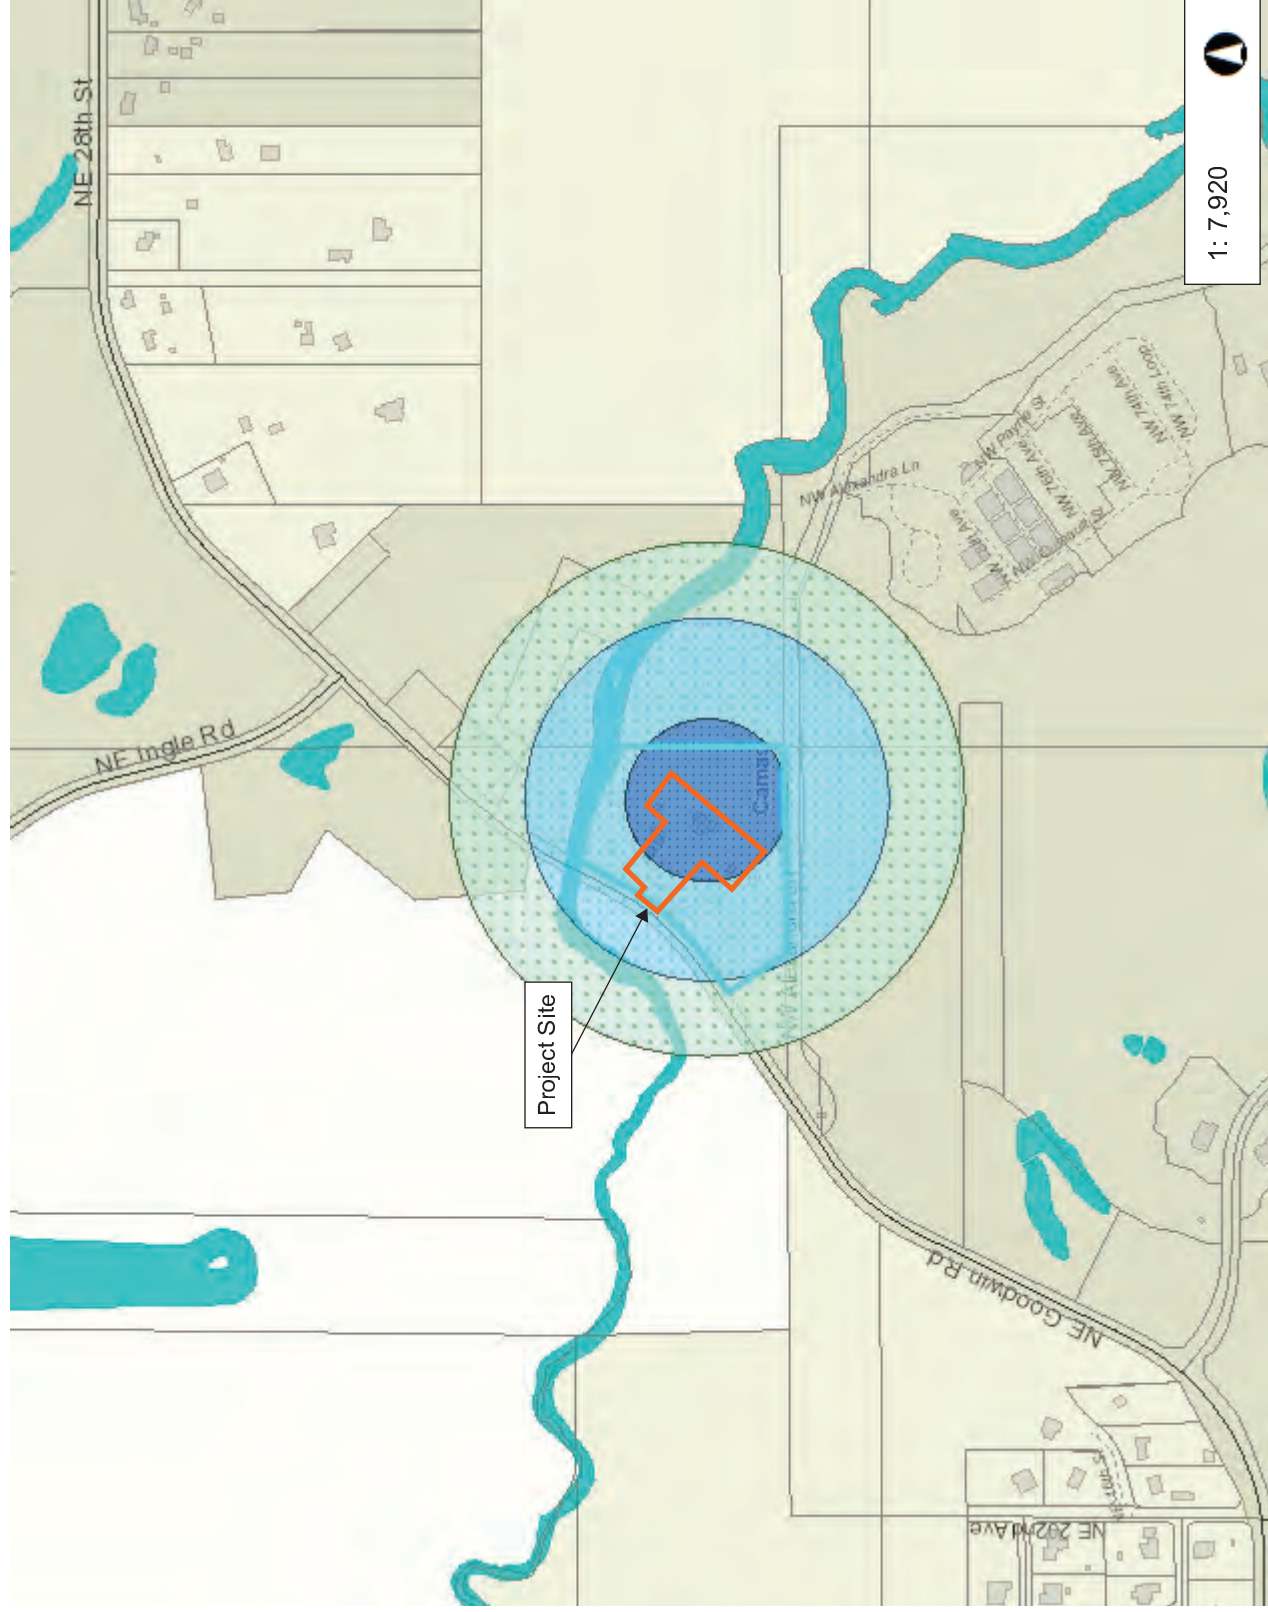 NE 28th St
NE Ingle Rd
1: 7,920
NW Alexandra Ln
NW Payne
NW 76th Ave
NW 75th Ave
NW 74th Ave
NW 74th Loop
Camas
Project Site
NE Goodwin Rd
NE 202nd Ave